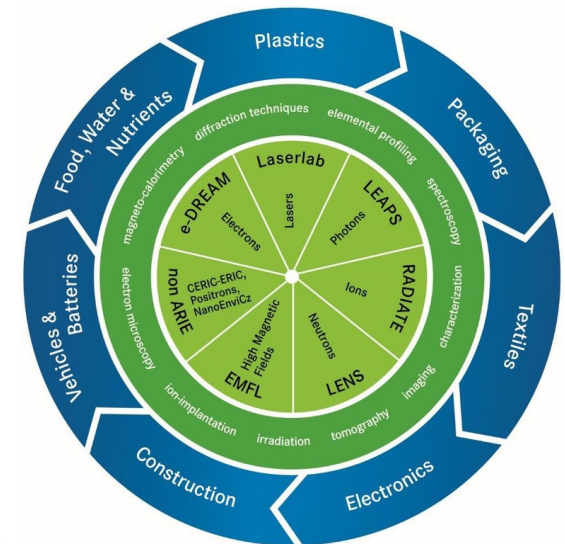 Plastics
Packaging
Textiles
Electronics
Construction
Vehicles &
Batteries
Food, Water &
Nutrients
diffraction techniques
elemental profiling
spectroscopy
characterization
imaging
tomography
irradiation
ion-implantation
electron microscopy
magneto-calorimetry
Laserlab
Lasers
LEAPS
Photons
RADIATE
Ions
LENS
Neutrons
EMFL
High Magnetic
Fields
non ARIE
CERIC-ERIC,
Positrons,
NanoEnviCz
e-DREAM
Electrons